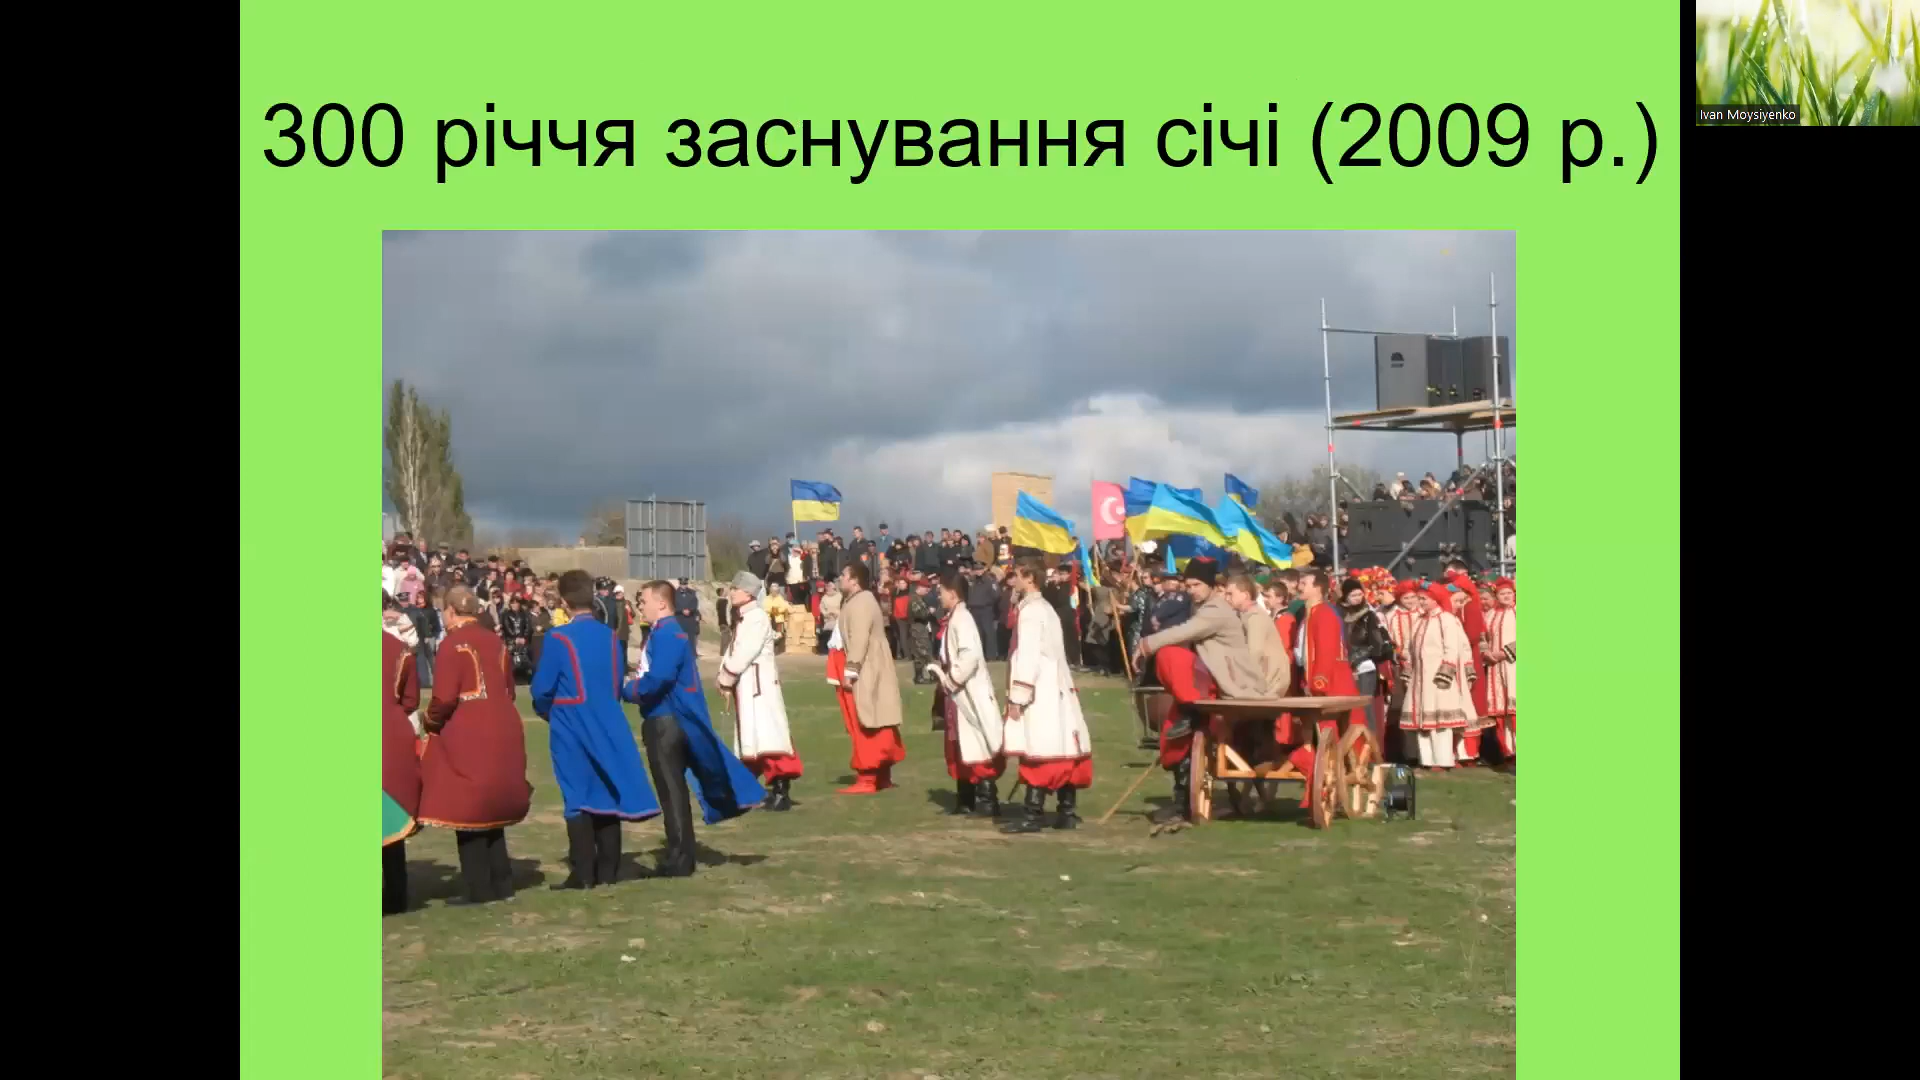 300 річчя заснування січі (2009 р.)
Ivan Moysiyenko